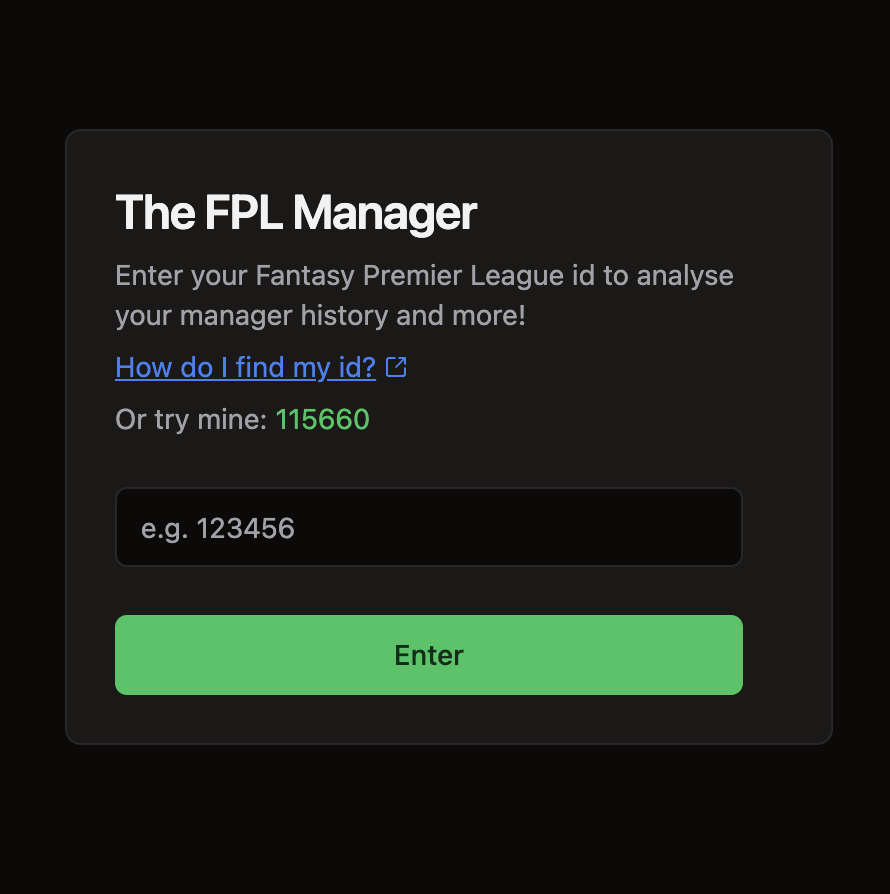 The FPL Manager
Enter your Fantasy Premier League id to analyse
your manager history and more!
How do I find my id?
Or try mine: 115660
e.g. 123456
Enter